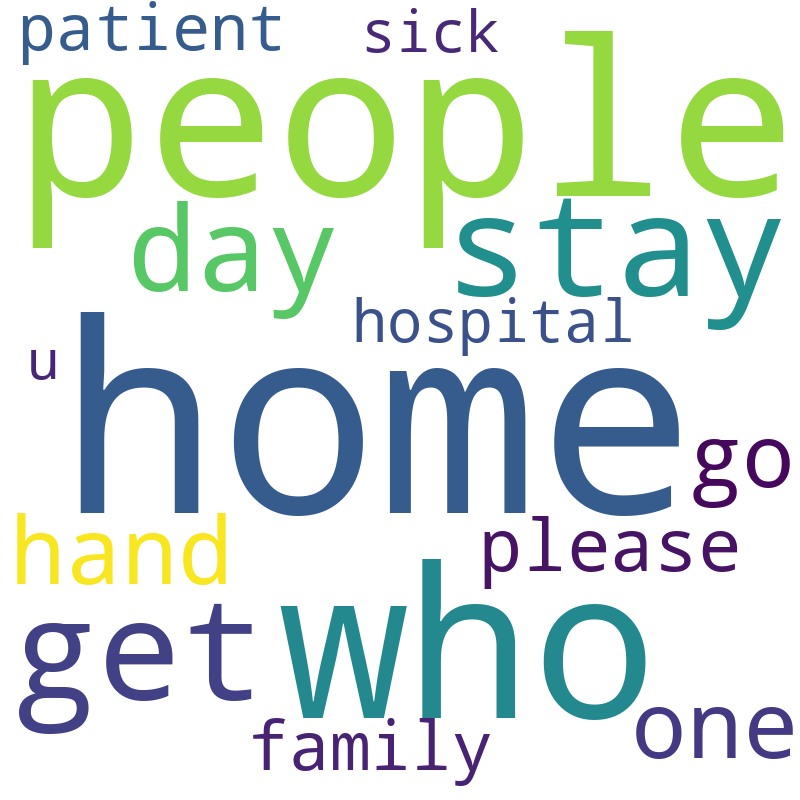 patient sick
people
day stay
hospital
u
home
go
hand please
get who
one
family